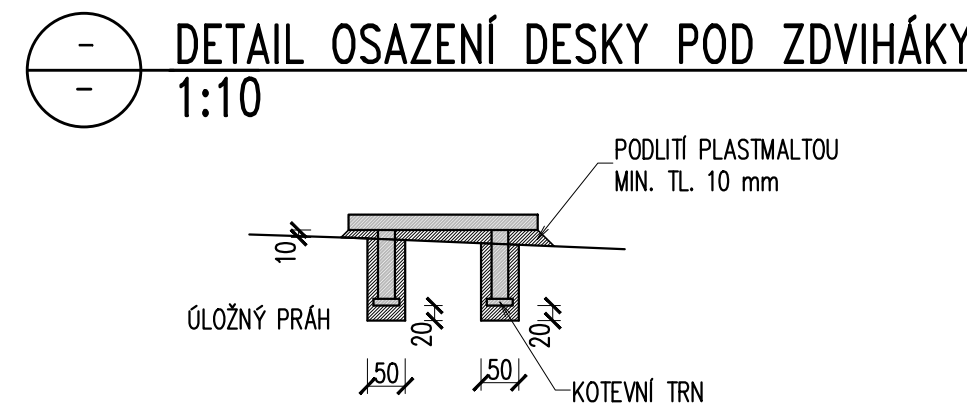 -
-
DETAIL OSAZENÍ DESKY POD ZDVIHÁKY
1:10
PODLITÍ PLASTMALTOU
MIN. TL. 10 mm
10
ÚLOŽNÝ PRÁH
20
20
50
50
KOTEVNÍ TRN